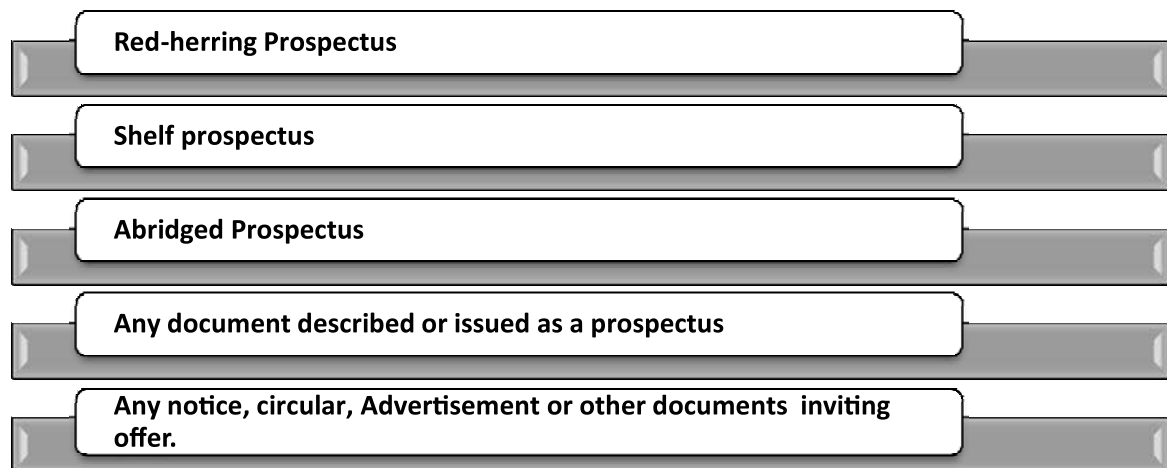 Red-herring Prospectus
Shelf prospectus
Abridged Prospectus
Any document described or issued as a prospectus
Any notice, circular, Advertisement or other documents  inviting
offer.